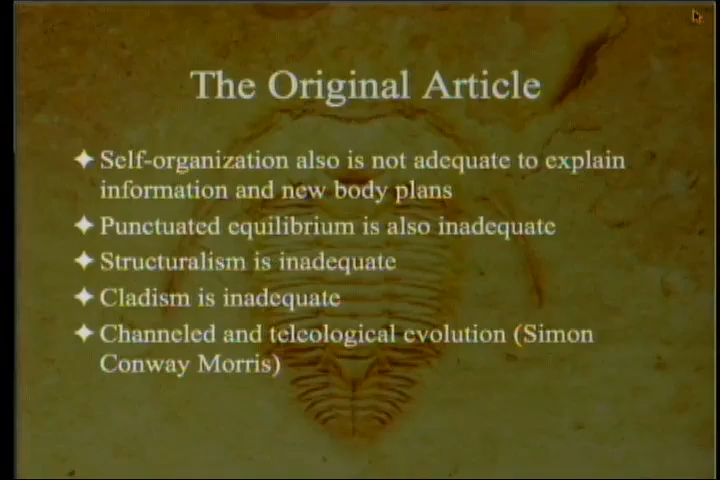 The Original Article
Self-organization also is not adequate to explain
information and new body plans
Punctuated equilibrium is also inadequate
Structuralism is inadequate
Cladism is inadequate
Channeled and teleological evolution (Simon
Conway Morris)